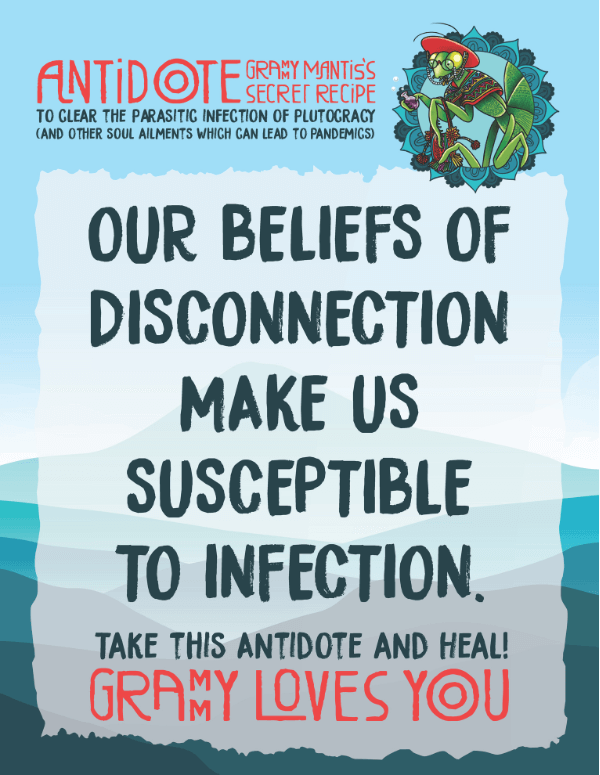 ANTIDOTE GRAMMY MANTIS'S
SECRET RECIPE
TO CLEAR THE PARASITIC INFECTION OF PLUTOCRACY
(AND OTHER SOUL AILMENTS WHICH CAN LEAD TO PANDEMICS)
OUR BELIEFS OF
DISCONNECTION
MAKE US
SUSCEPTIBLE
TO INFECTION.
TAKE THIS ANTIDOTE AND HEAL!
GRAMMY LOVES YOU